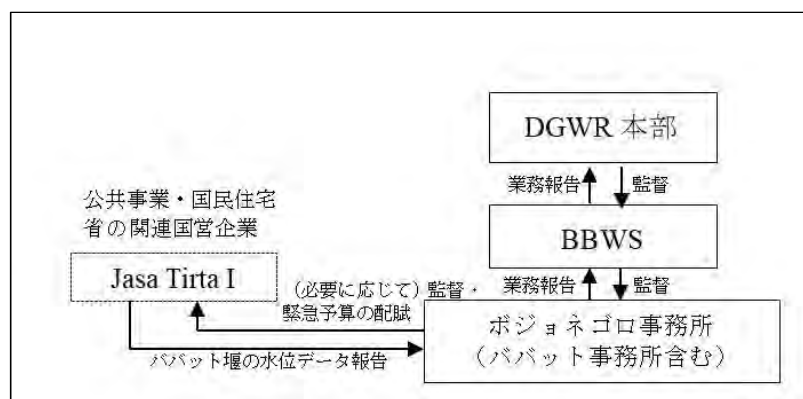 DGWR 本部
業務報告
監督
公共事業・国民住宅
省の関連国営企業
BBWS
Jasa Tirta I
（必要に応じて）監督・
緊急予算の配賦
業務報告
監督
ボジョネゴロ事務所
（ババット事務所含む）
ババット堰の水位データ報告